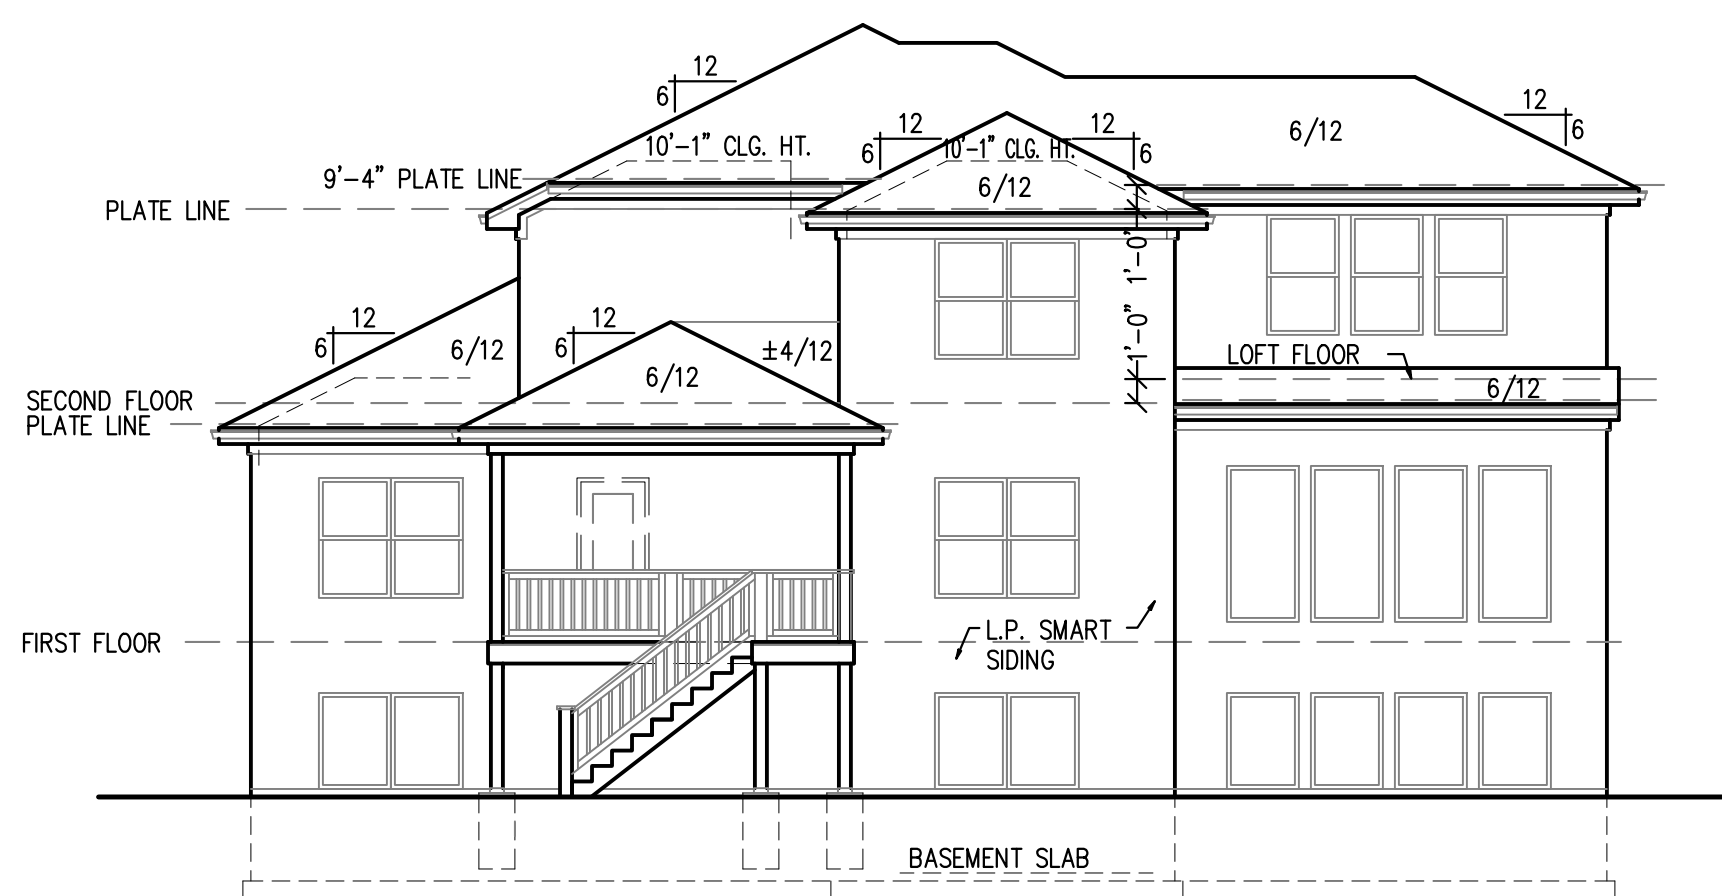 12
6
12
6
12
6
12
6
6/12
10'-1" CLG. HT.
10'-1" CLG. HT.
9'-4" PLATE LINE
6/12
PLATE LINE
1'-0"
1'-0"
12
6
12
6
6/12
±4/12
6/12
LOFT FLOOR
6/12
SECOND FLOOR
PLATE LINE
FIRST FLOOR
L.P. SMART
SIDING
BASEMENT SLAB